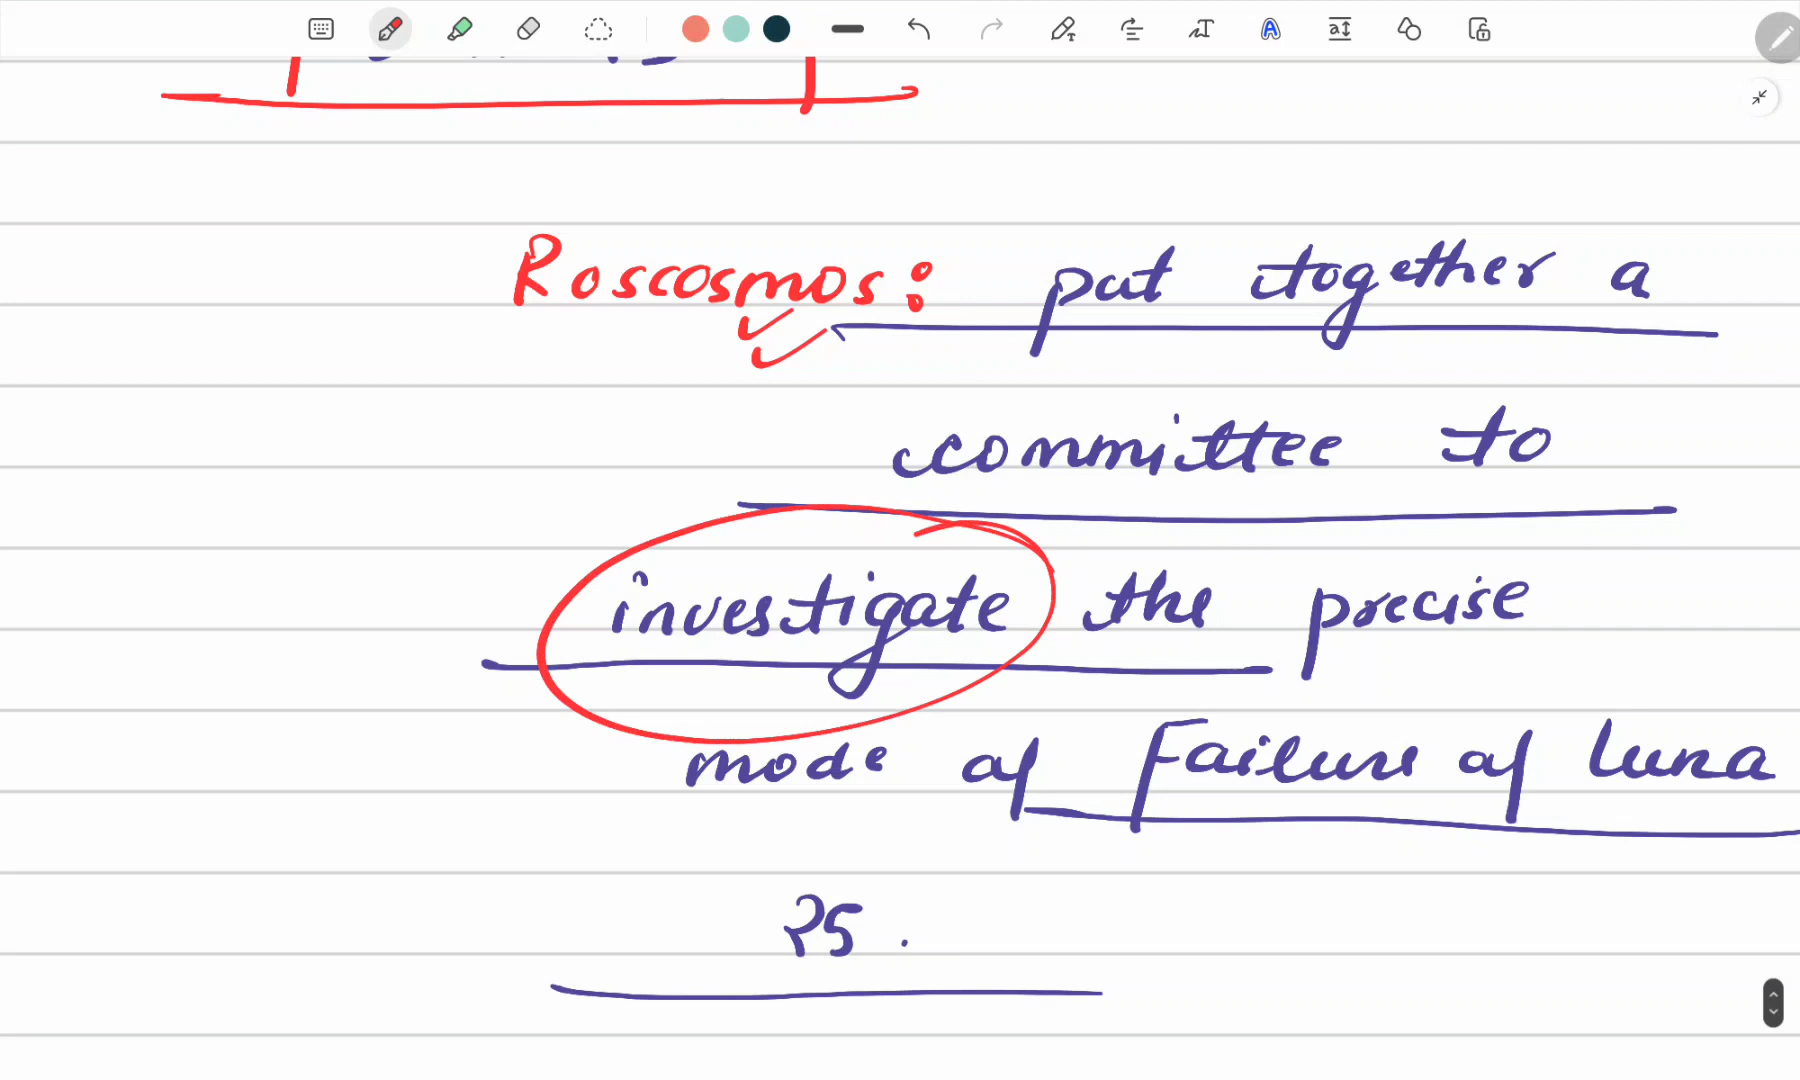 Roscosmos: put together a
committee to
investigate the precise
mode of Failure of Luna
25.